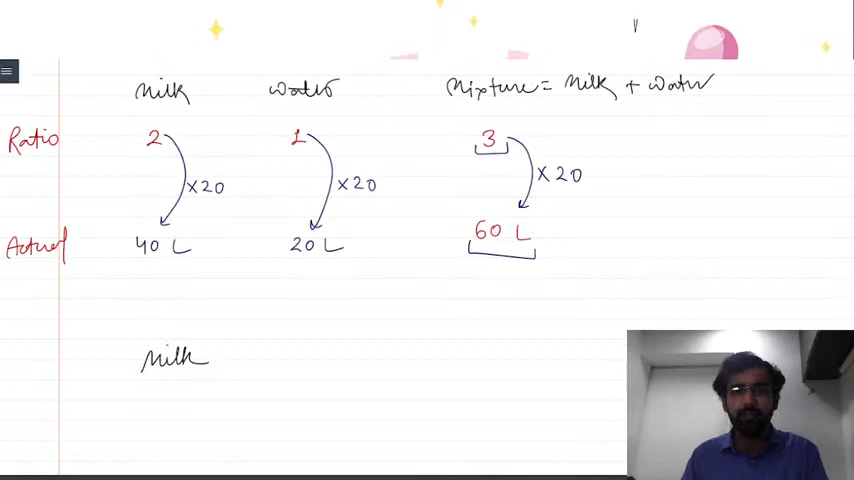 Milk water Mixture = Milk + Water
Ratio 2 1 3
×20 ×20 ×20
Actual 40 L 20 L 60 L
Milk